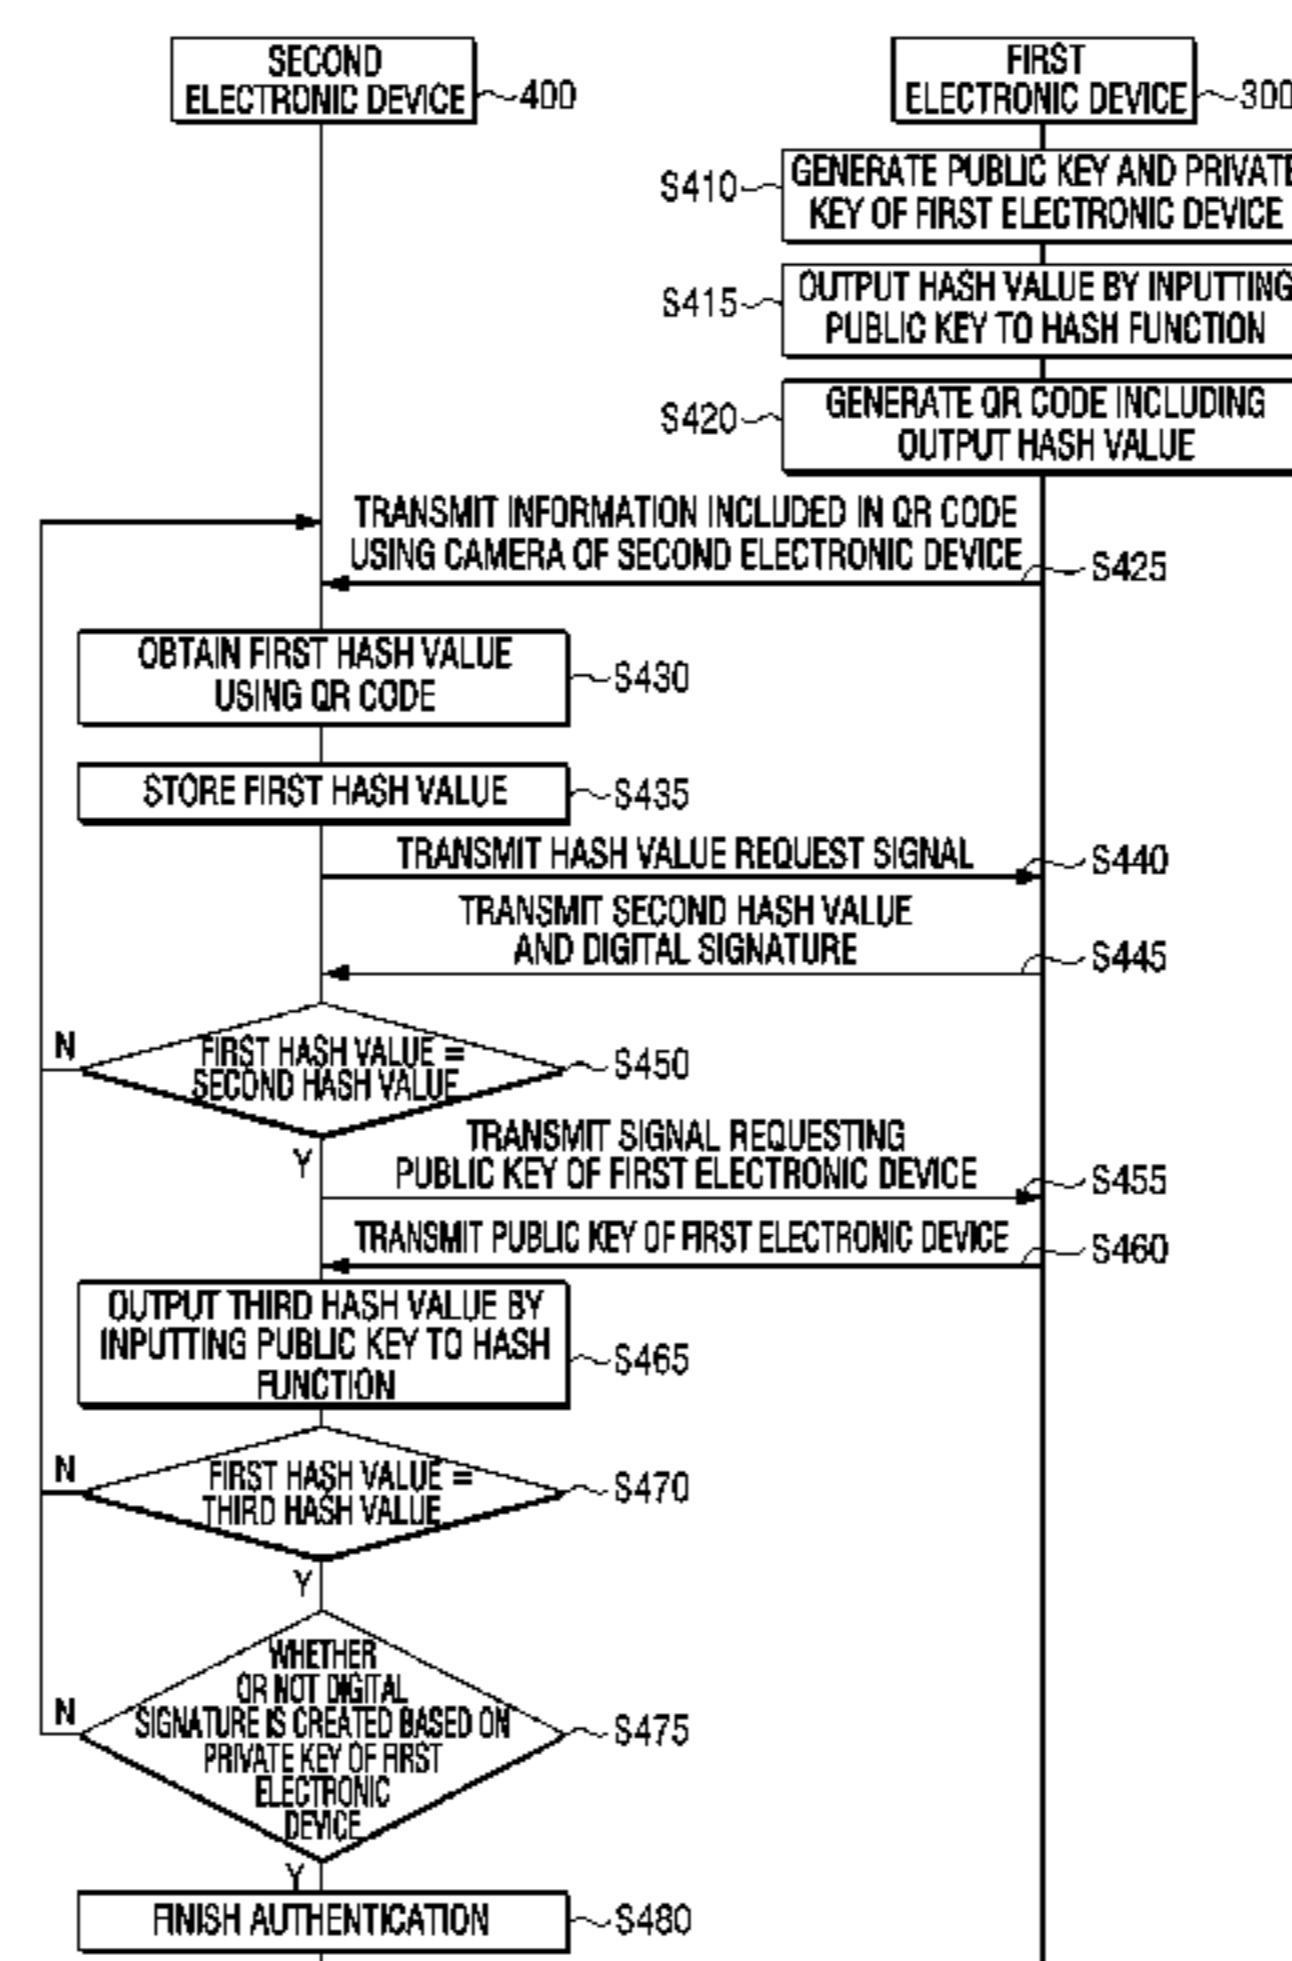 SECOND
ELECTRONIC DEVICE
400
FIRST
ELECTRONIC DEVICE
300
S410
GENERATE PUBLIC KEY AND PRIVATE
KEY OF FIRST ELECTRONIC DEVICE
S415
OUTPUT HASH VALUE BY INPUTTING
PUBLIC KEY TO HASH FUNCTION
S420
GENERATE QR CODE INCLUDING
OUTPUT HASH VALUE
TRANSMIT INFORMATION INCLUDED IN QR CODE
USING CAMERA OF SECOND ELECTRONIC DEVICE
S425
OBTAIN FIRST HASH VALUE
USING QR CODE
S430
STORE FIRST HASH VALUE
S435
TRANSMIT HASH VALUE REQUEST SIGNAL
S440
TRANSMIT SECOND HASH VALUE
AND DIGITAL SIGNATURE
S445
N
FIRST HASH VALUE =
SECOND HASH VALUE
S450
Y
TRANSMIT SIGNAL REQUESTING
PUBLIC KEY OF FIRST ELECTRONIC DEVICE
S455
TRANSMIT PUBLIC KEY OF FIRST ELECTRONIC DEVICE
S460
OUTPUT THIRD HASH VALUE BY
INPUTTING PUBLIC KEY TO HASH
FUNCTION
S465
N
FIRST HASH VALUE =
THIRD HASH VALUE
S470
Y
WHETHER
OR NOT DIGITAL
SIGNATURE IS CREATED BASED ON
PRIVATE KEY OF FIRST
ELECTRONIC
DEVICE
N
S475
Y
FINISH AUTHENTICATION
S480